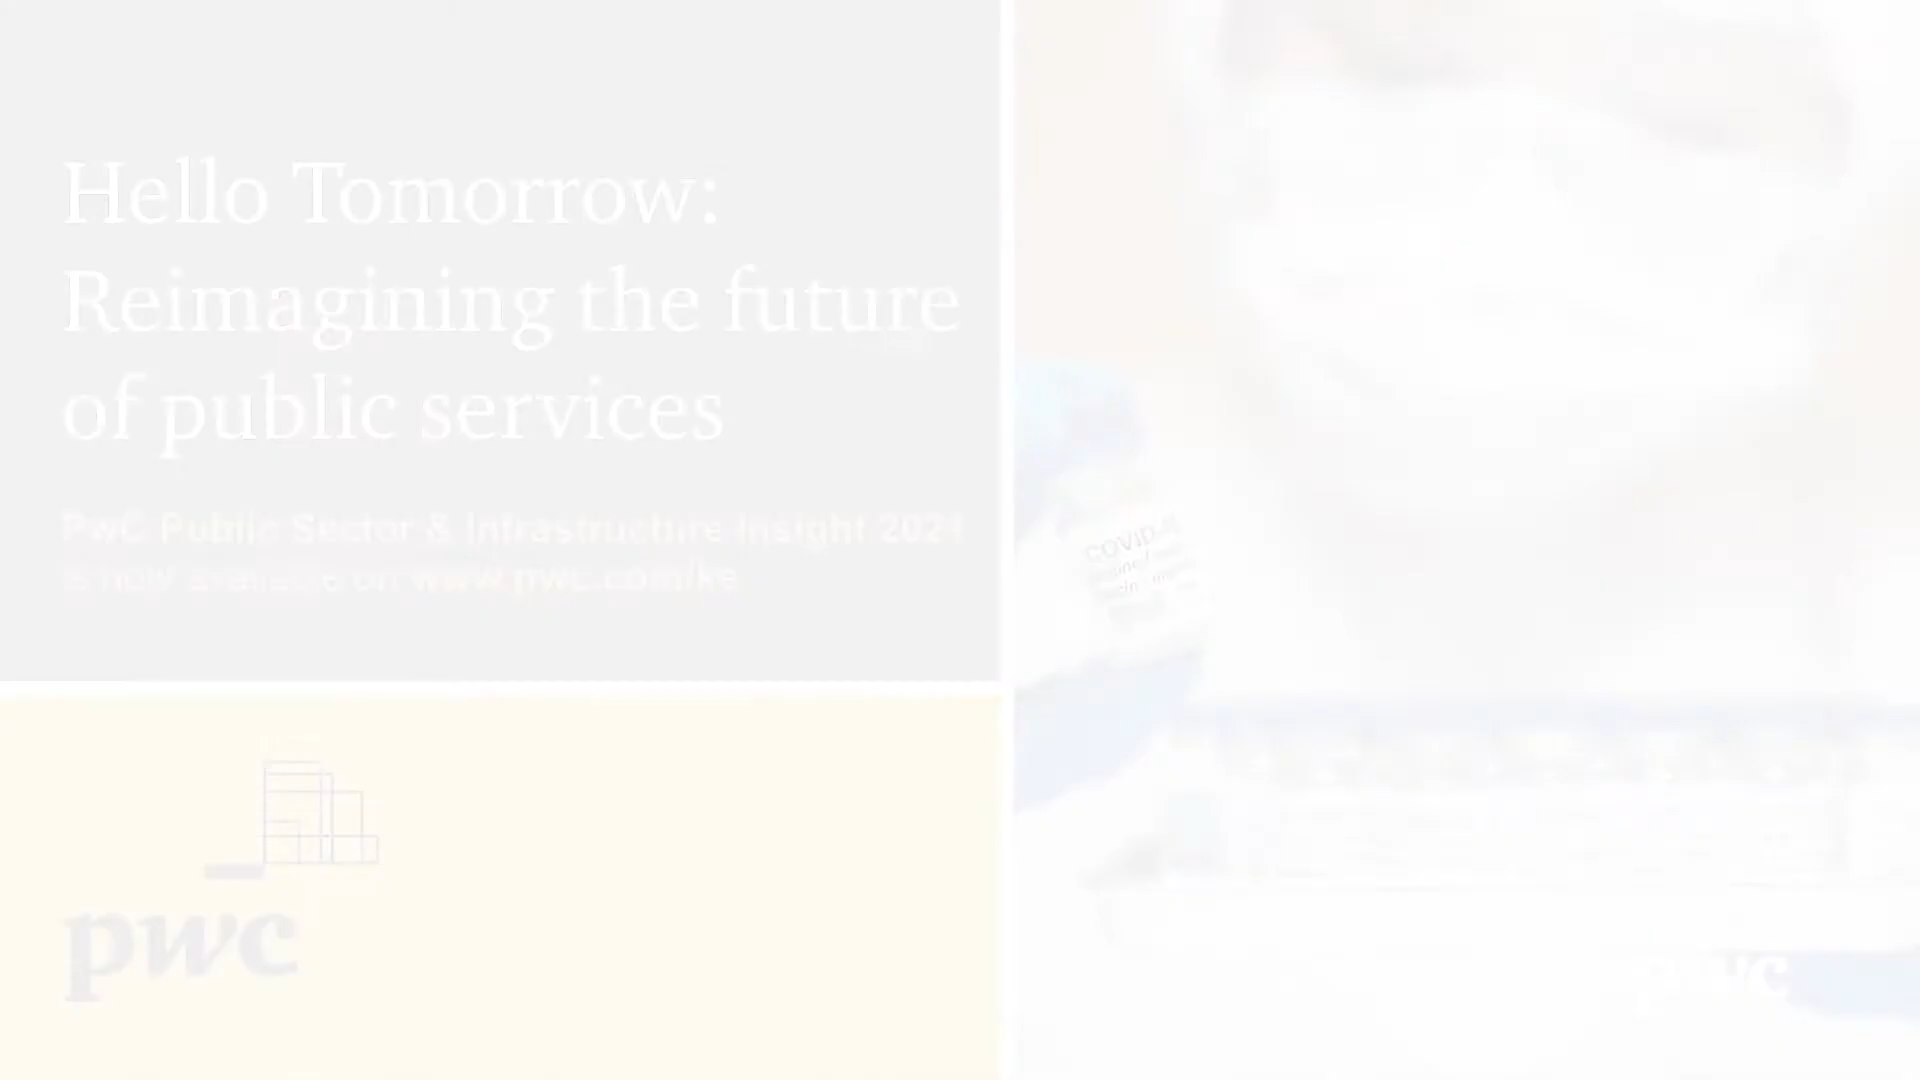 Hello Tomorrow:
Reimagining the future
of public services
PwC Public Sector & Infrastructure Insight 2021
is now available on www.pwc.com/ke
pwc
COVID-